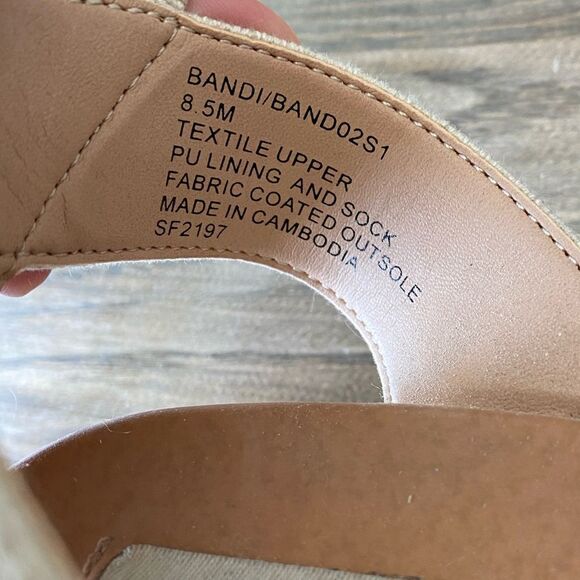 BANDI/BAND02S1
8.5M
TEXTILE UPPER
PU LINING AND SOCK
FABRIC COATED OUTSOLE
MADE IN CAMBODIA
SF2197